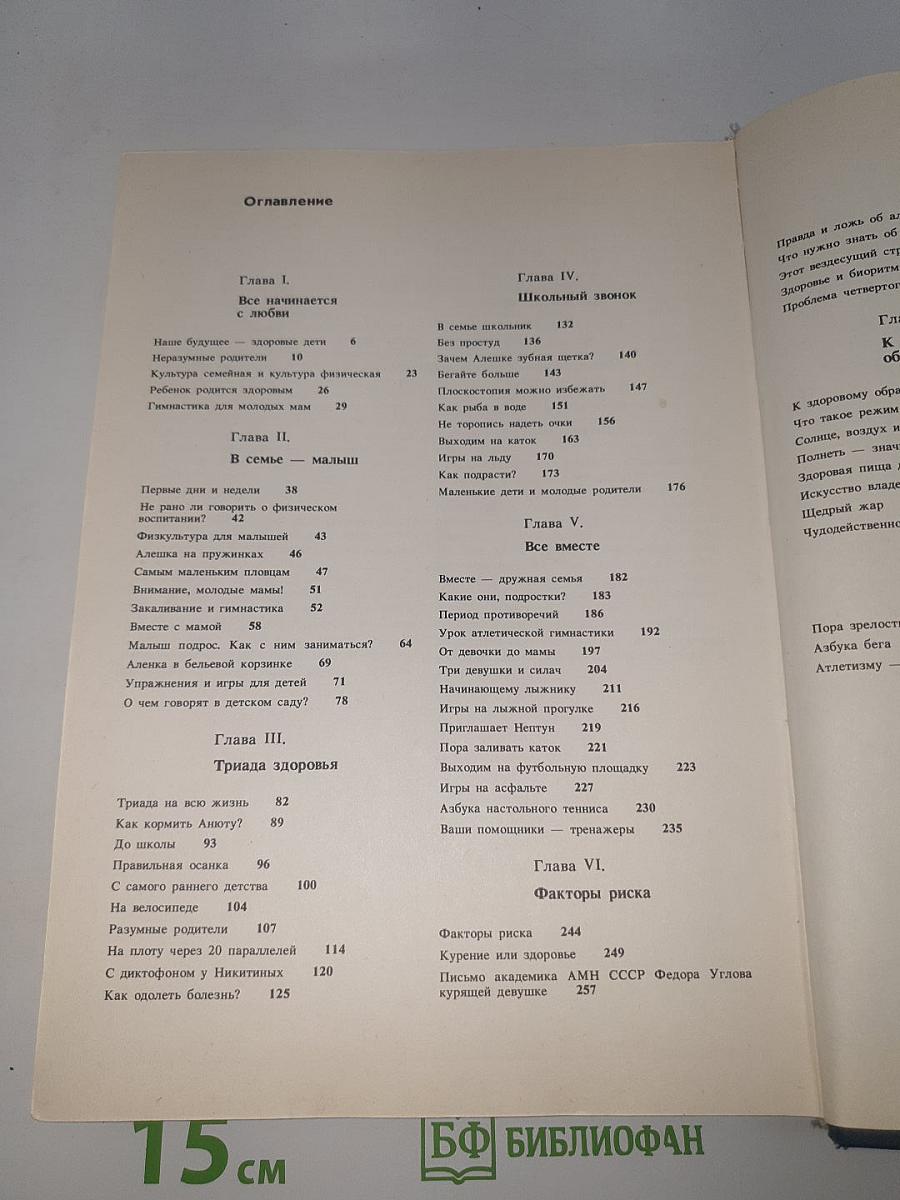 Оглавление
Глава I.
Все начинается
с любви
Наше будущее — здоровые дети 6
Неразумные родители 10
Культура семейная и культура физическая 23
Ребенок родится здоровым 26
Гимнастика для молодых мам 29
Глава II.
В семье — малыш
Первые дни и недели 38
Не рано ли говорить о физическом
воспитании? 42
Физкультура для малышей 43
Алешка на пружинках 46
Самым маленьким пловцам 47
Внимание, молодые мамы! 51
Закаливание и гимнастика 52
Вместе с мамой 58
Малыш подрос. Как с ним заниматься? 64
Аленка в бельевой корзинке 69
Упражнения и игры для детей 71
О чем говорят в детском саду? 78
Глава III.
Триада здоровья
Триада на всю жизнь 82
Как кормить Анюту? 89
До школы 93
Правильная осанка 96
С самого раннего детства 100
На велосипеде 104
Разумные родители 107
На плоту через 20 параллелей 114
С диктофоном у Никитиных 120
Как одолеть болезнь? 125
Глава IV.
Школьный звонок
В семье школьник 132
Без простуд 136
Зачем Алешке зубная щетка? 140
Бегайте больше 143
Плоскостопия можно избежать 147
Как рыба в воде 151
Не торопись надеть очки 156
Выходим на каток 163
Игры на льду 170
Как подрасти? 173
Маленькие дети и молодые родители 176
Глава V.
Все вместе
Вместе — дружная семья 182
Какие они, подростки? 183
Период противоречий 186
Урок атлетической гимнастики 192
От девочки до мамы 197
Три девушки и силач 204
Начинающему лыжнику 211
Игры на лыжной прогулке 216
Приглашает Нептун 219
Пора заливать каток 221
Выходим на футбольную площадку 223
Игры на асфальте 227
Азбука настольного тенниса 230
Ваши помощники — тренажеры 235
Глава VI.
Факторы риска
Факторы риска 244
Курение или здоровье 249
Письмо академика АМН СССР Федора Углова
курящей девушке 257
Правда и ложь об ал
Что нужно знать об
Этот вездесущий стр
Здоровье и биоритм
Проблема четвертог
Гла
К
об
К здоровому обра
Что такое режим
Солнце, воздух и
Полнеть — знач
Здоровая пища д
Искусство владе
Щедрый жар
Чудодейственно
Пора зрелость
Азбука бега
Атлетизму —
15 см
БФ БИБЛИОФАН